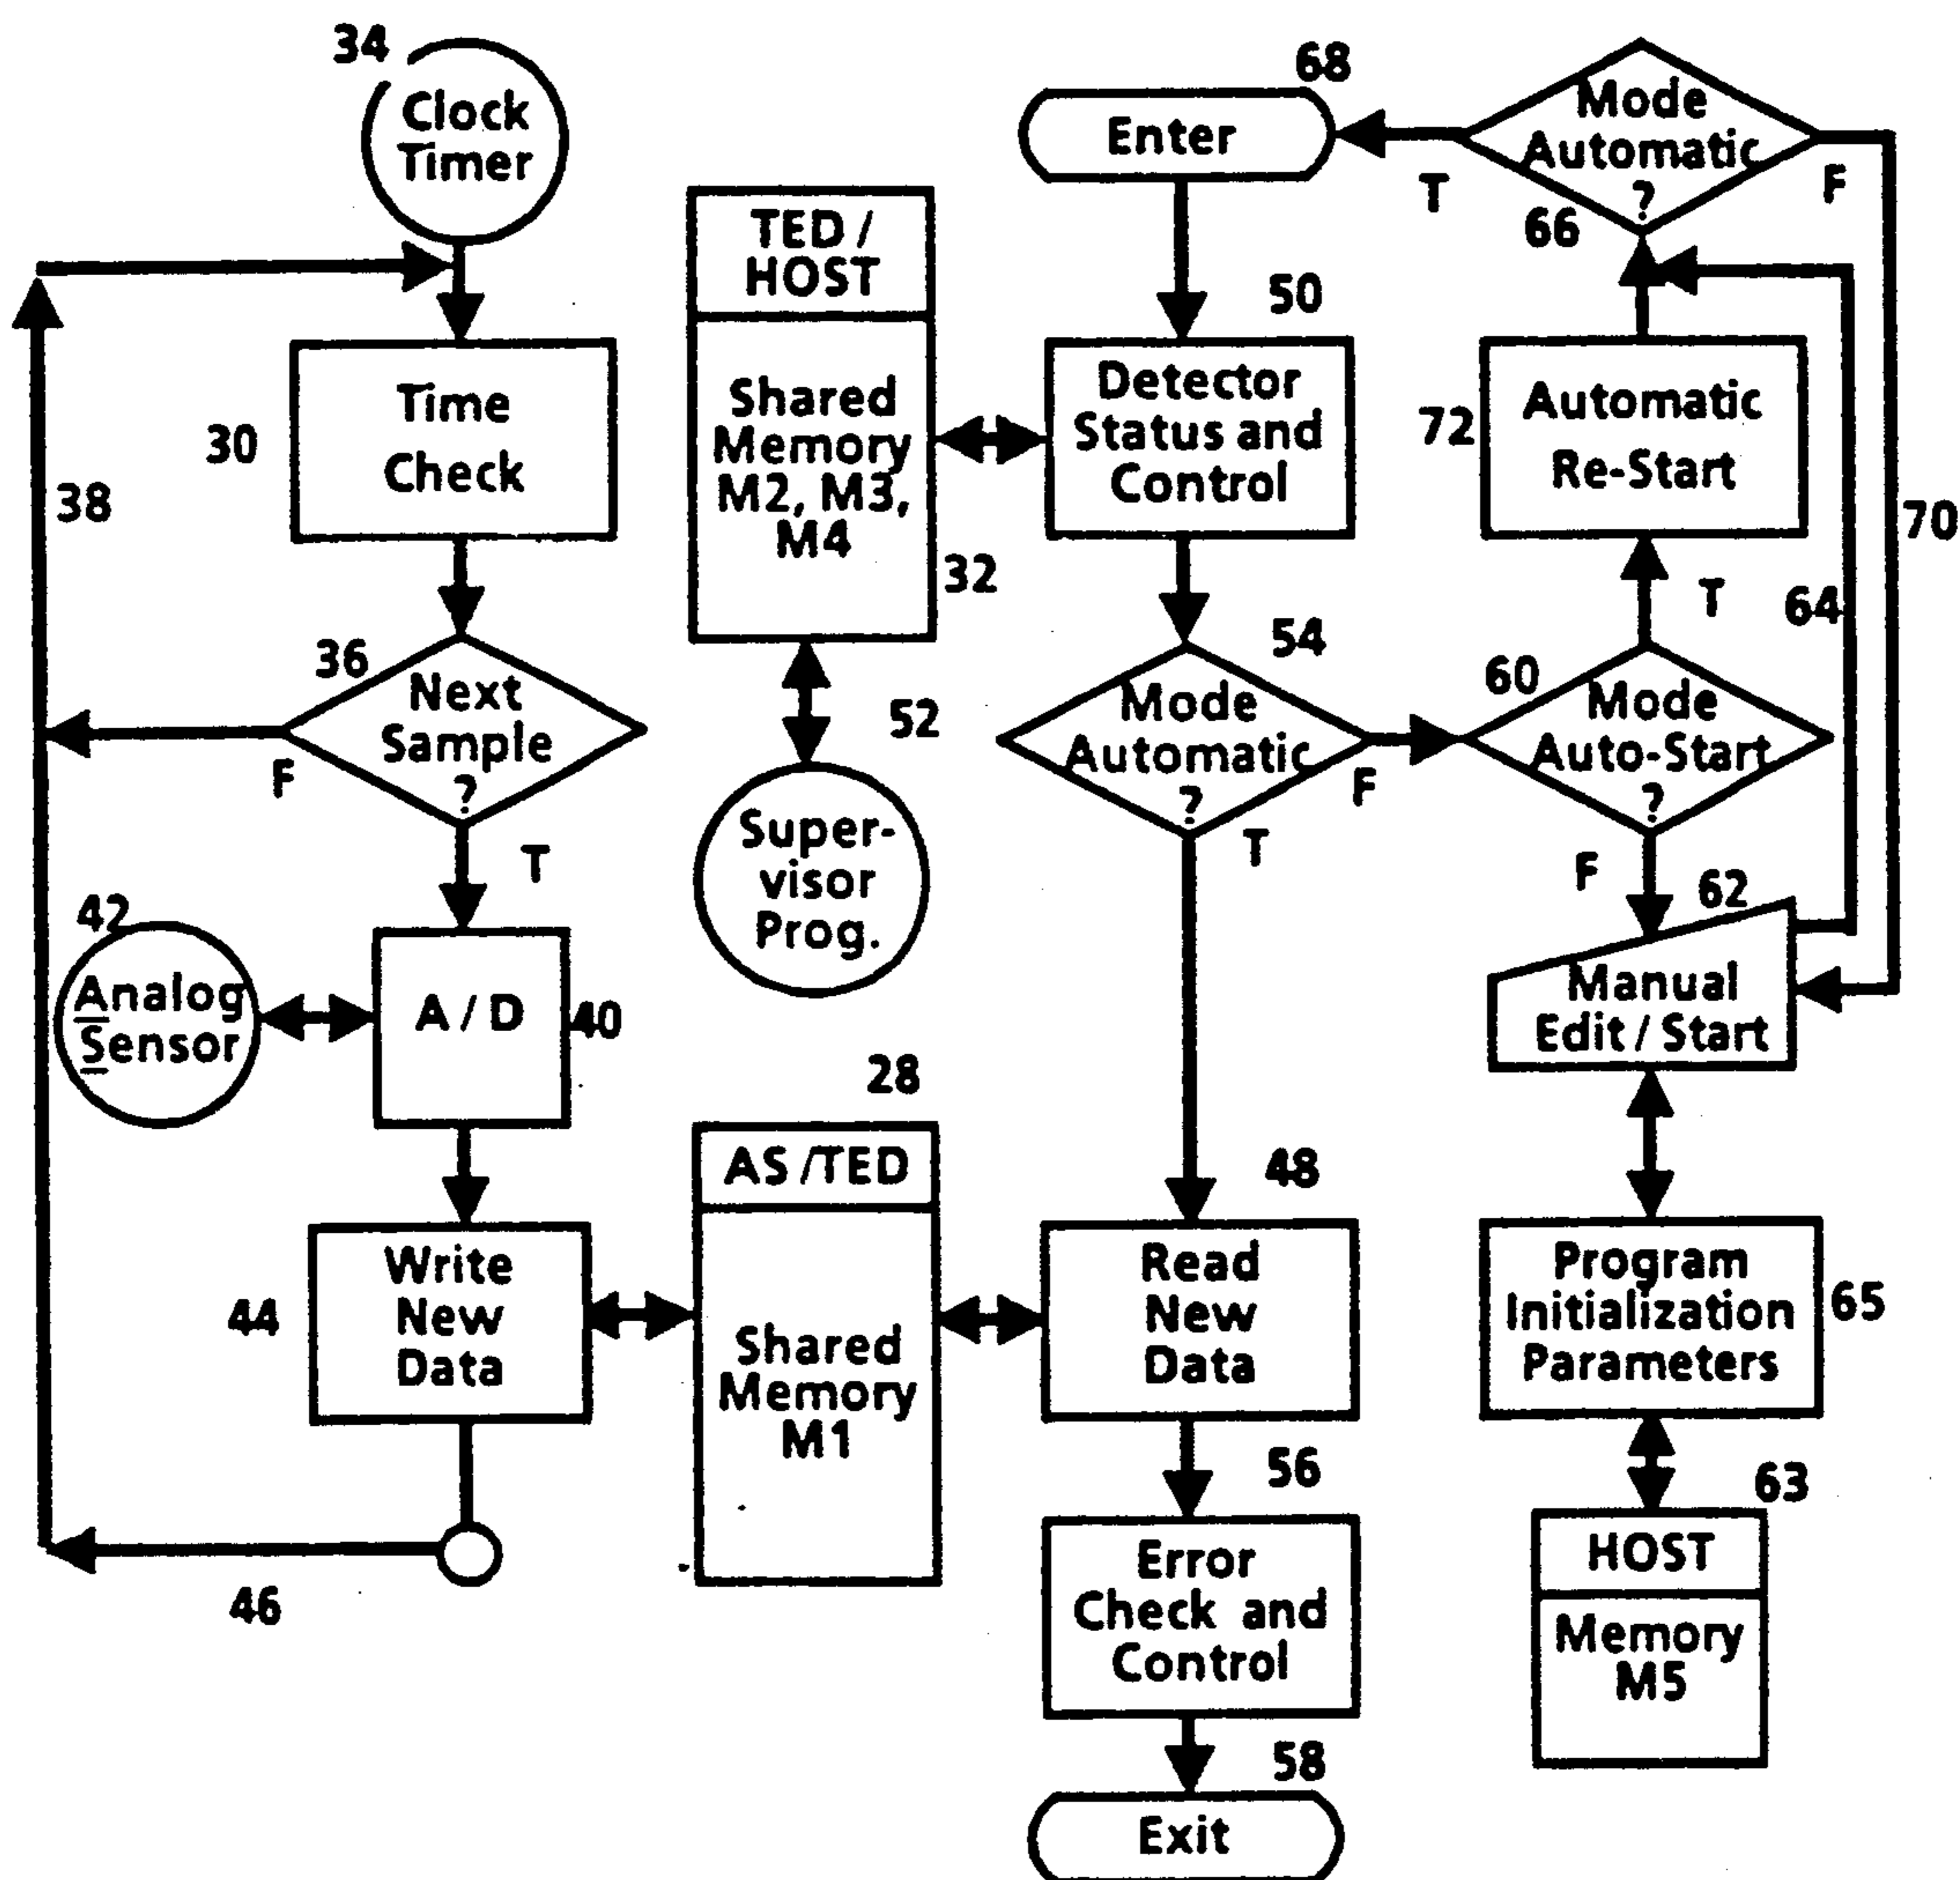 34
Clock
Timer
30
Time
Check
38
36
Next
Sample
?
F
T
42
Analog
Sensor
A / D
40
44
Write
New
Data
46
TED /
HOST
Shared
Memory
M2, M3,
M4
32
52
Super-
visor
Prog.
28
AS /TED
Shared
Memory
M1
68
Enter
50
Detector
Status and
Control
54
Mode
Automatic
?
F
T
48
Read
New
Data
56
Error
Check and
Control
58
Exit
Mode
Automatic
?
T
F
66
72
Automatic
Re-Start
70
64
T
60
Mode
Auto-Start
?
F
62
Manual
Edit / Start
Program
Initialization
Parameters
65
63
HOST
Memory
M5